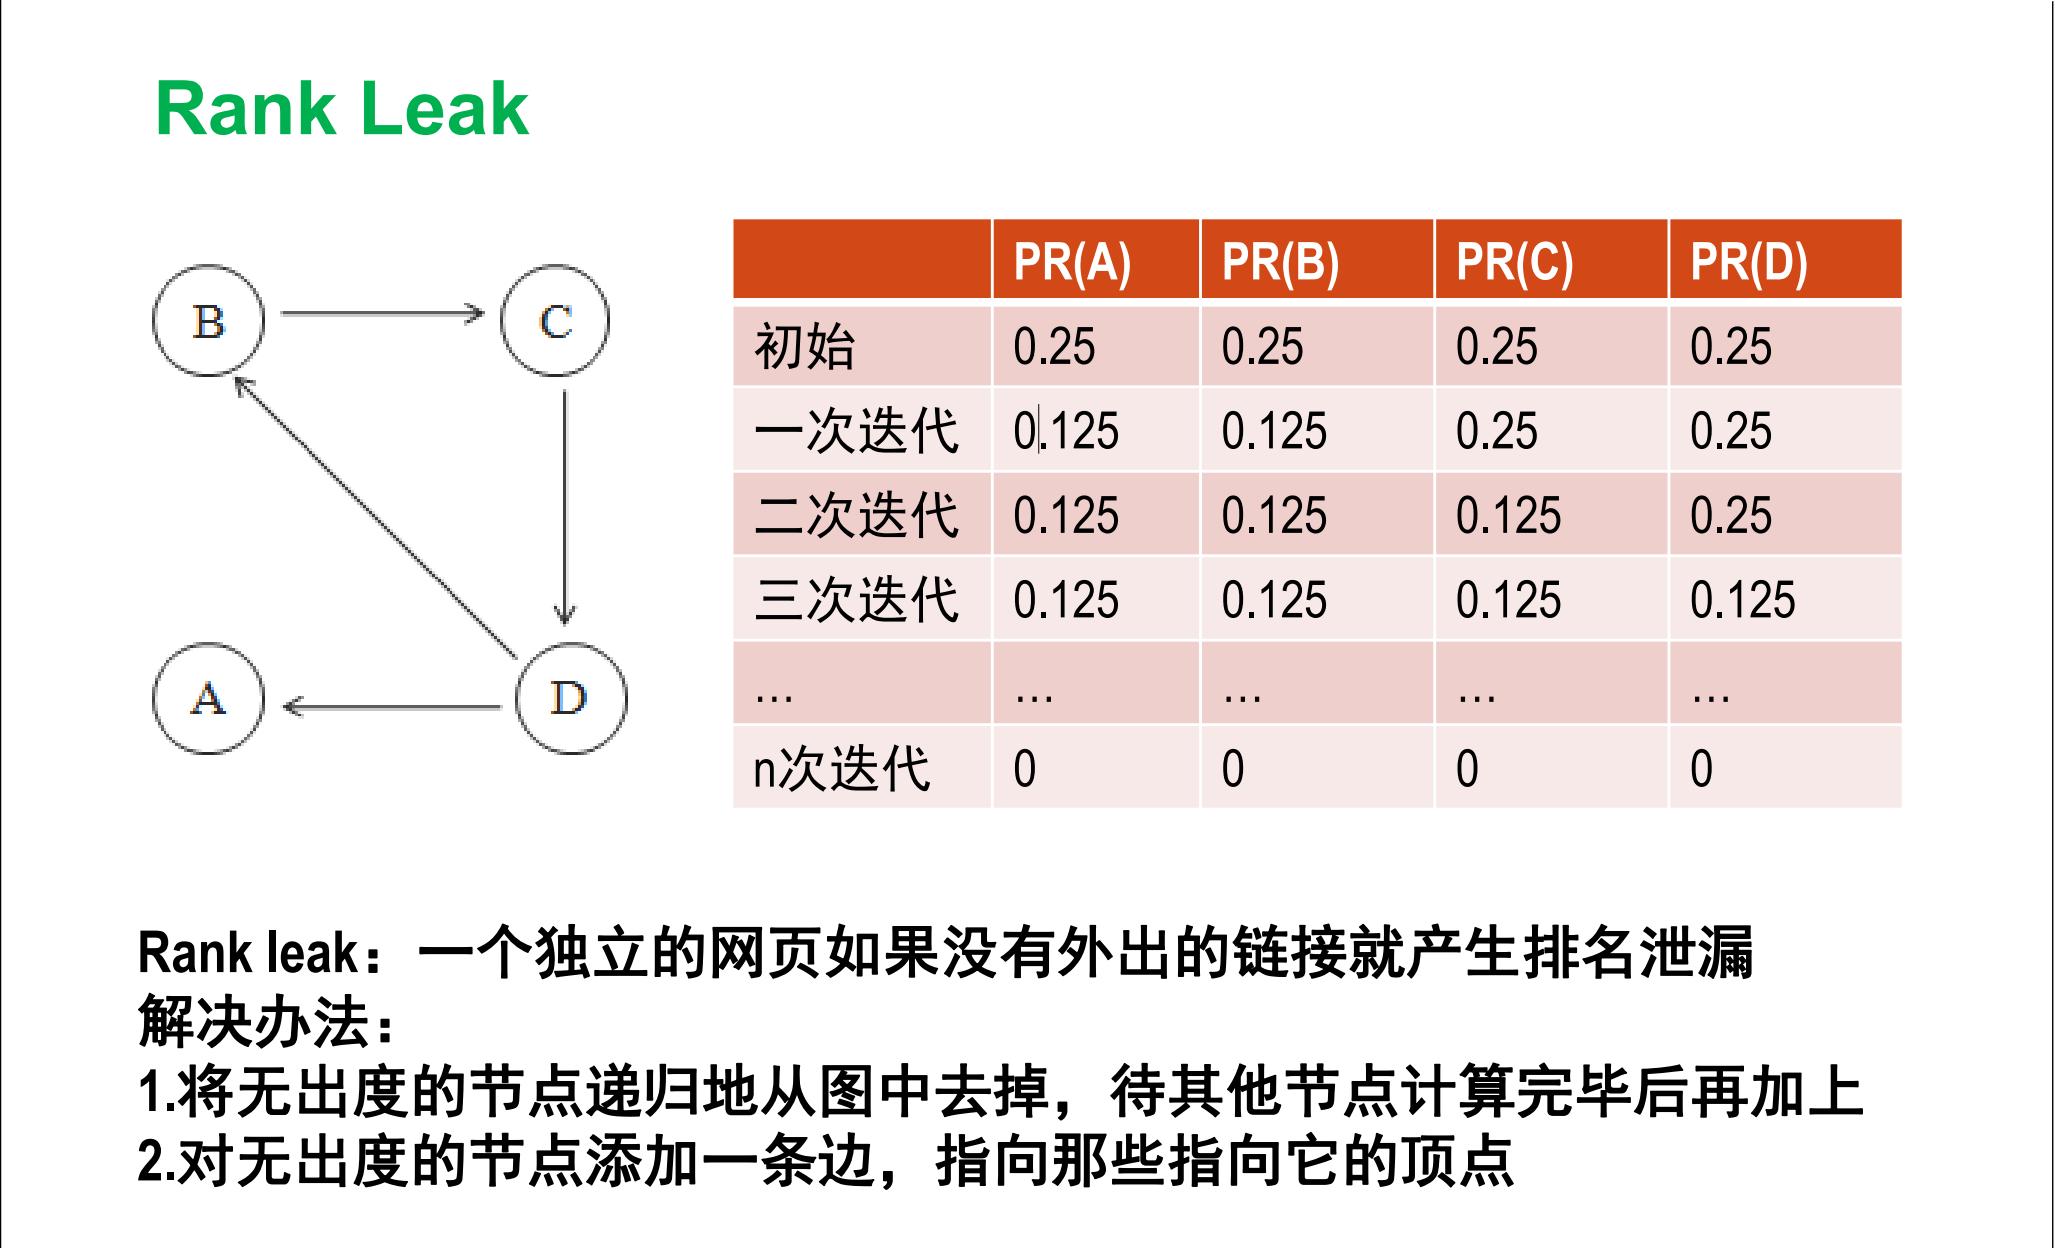 Rank Leak
B
C
A
D
PR(A) PR(B) PR(C) PR(D)
初始 0.25 0.25 0.25 0.25
一次迭代 0.125 0.125 0.25 0.25
二次迭代 0.125 0.125 0.125 0.25
三次迭代 0.125 0.125 0.125 0.125
… … … … …
n次迭代 0 0 0 0
Rank leak：一个独立的网页如果没有外出的链接就产生排名泄漏
解决办法：
1.将无出度的节点递归地从图中去掉，待其他节点计算完毕后再加上
2.对无出度的节点添加一条边，指向那些指向它的顶点